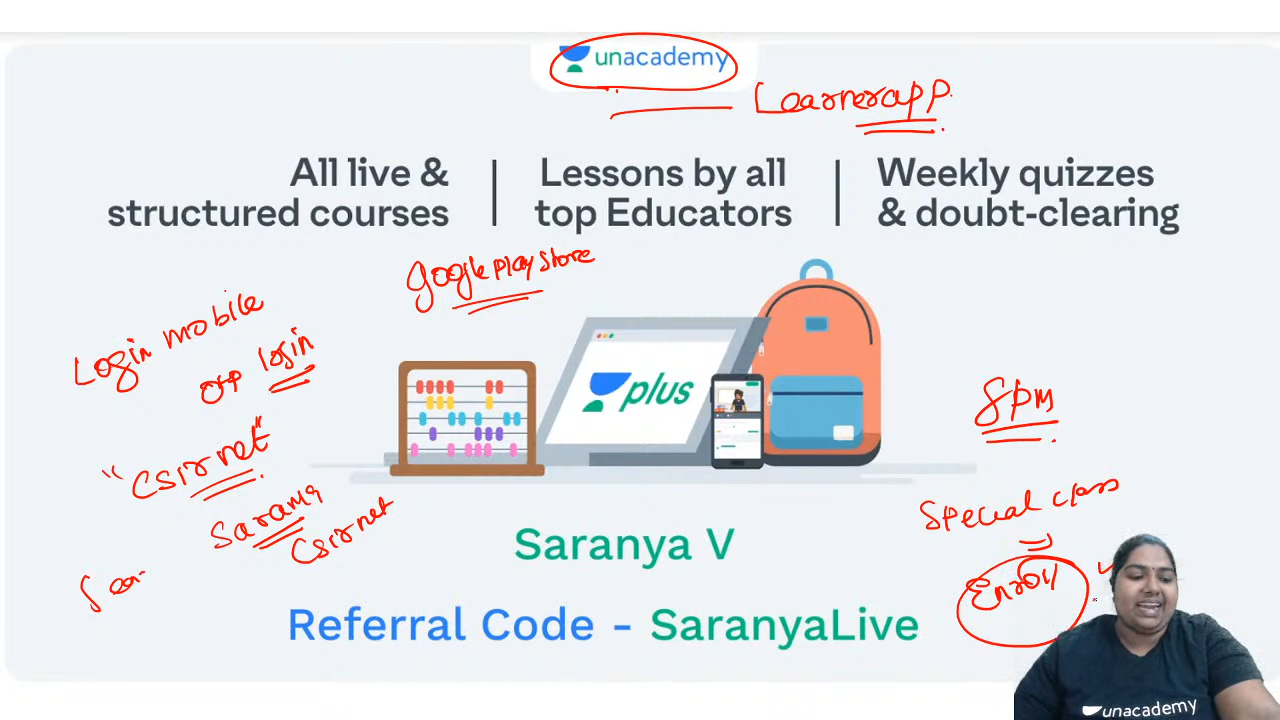 unacademy
Learnerapp
All live &
structured courses
Lessons by all
top Educators
Weekly quizzes
& doubt-clearing
google play store
Login mobile
OTP login
"Csirnet"
Saranya
Csirnet
plus
8pm
Special class
Enroll
Saranya V
Referral Code - SaranyaLive
unacademy